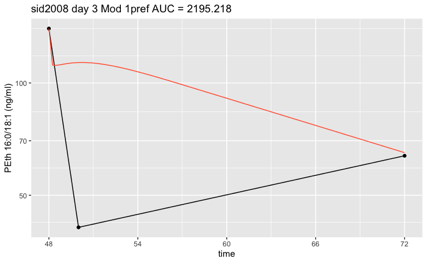 sid2008 day 3 Mod 1pref AUC = 2195.218
PEth 16:0/18:1 (ng/ml)
100
70
50
48
54
60
66
72
time